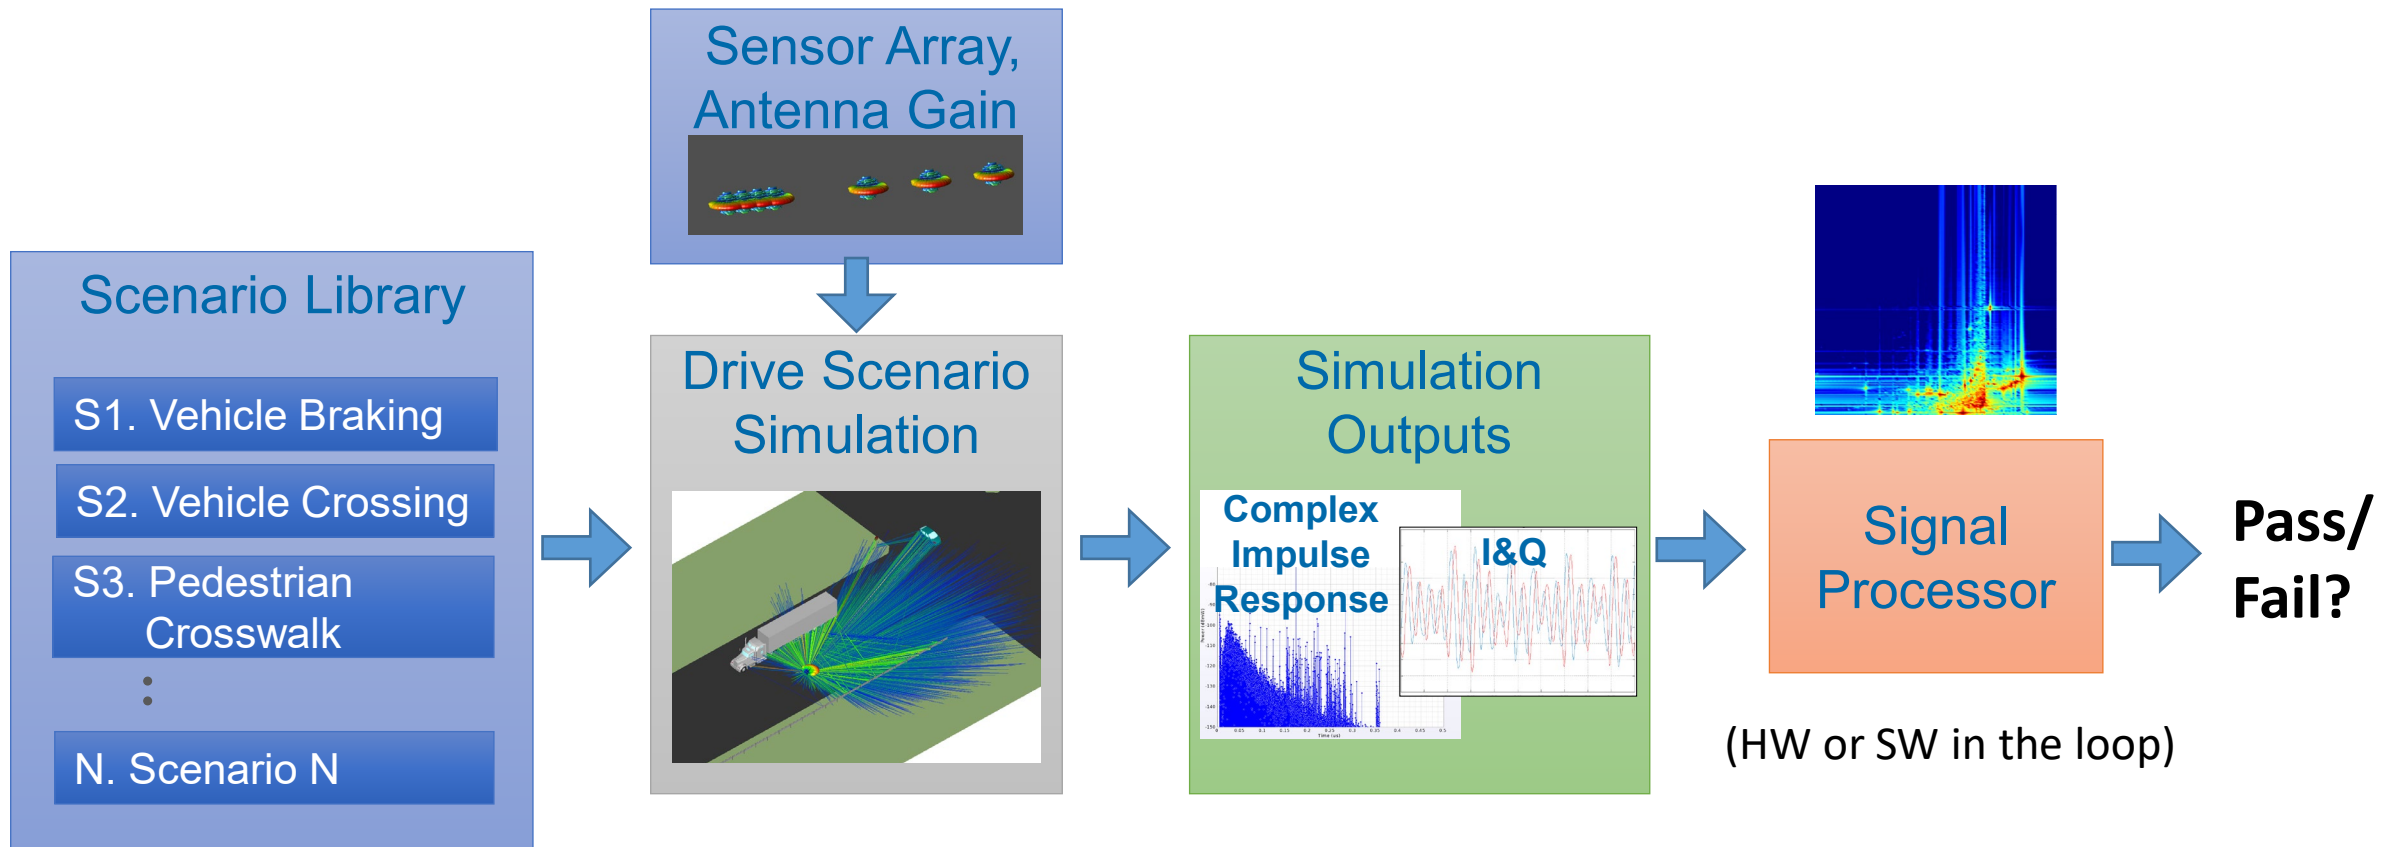 Sensor Array,
Antenna Gain
Scenario Library
S1. Vehicle Braking
S2. Vehicle Crossing
S3. Pedestrian
Crosswalk
N. Scenario N
Drive Scenario
Simulation
Simulation
Outputs
Complex
Impulse
Response
I&Q
Signal
Processor
(HW or SW in the loop)
Pass/
Fail?